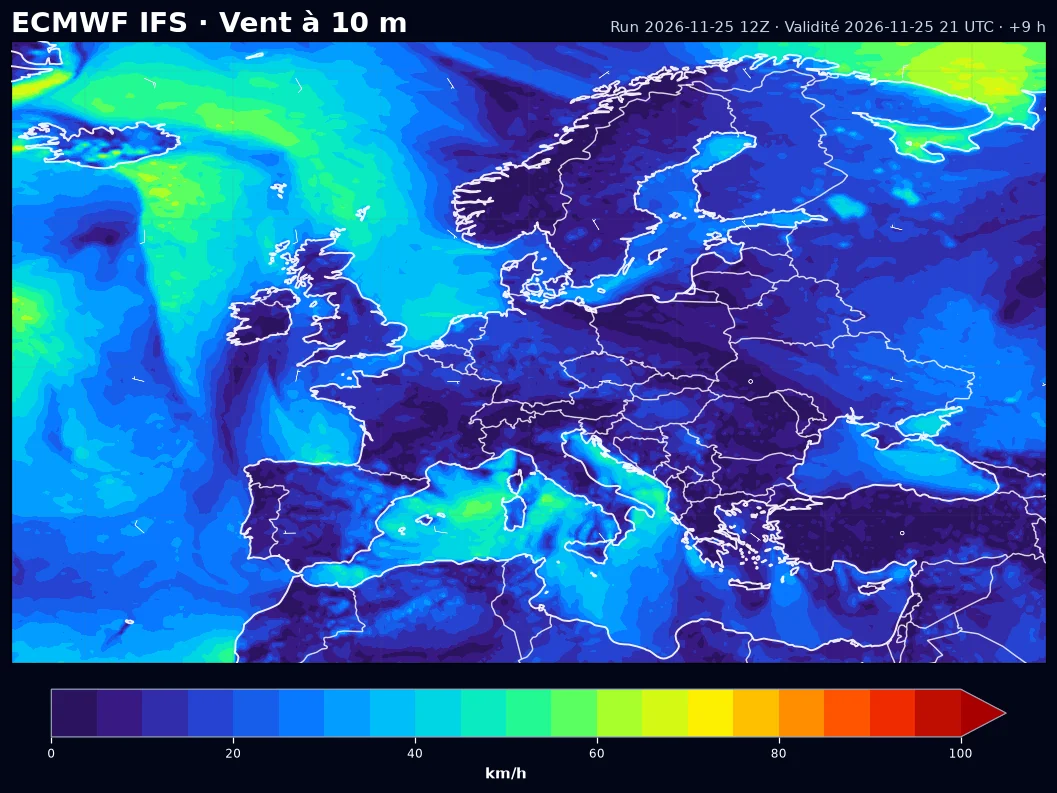 ECMWF IFS · Vent à 10 m
Run 2026-11-25 12Z · Validité 2026-11-25 21 UTC · +9 h
0 20 40 60 80 100
km/h